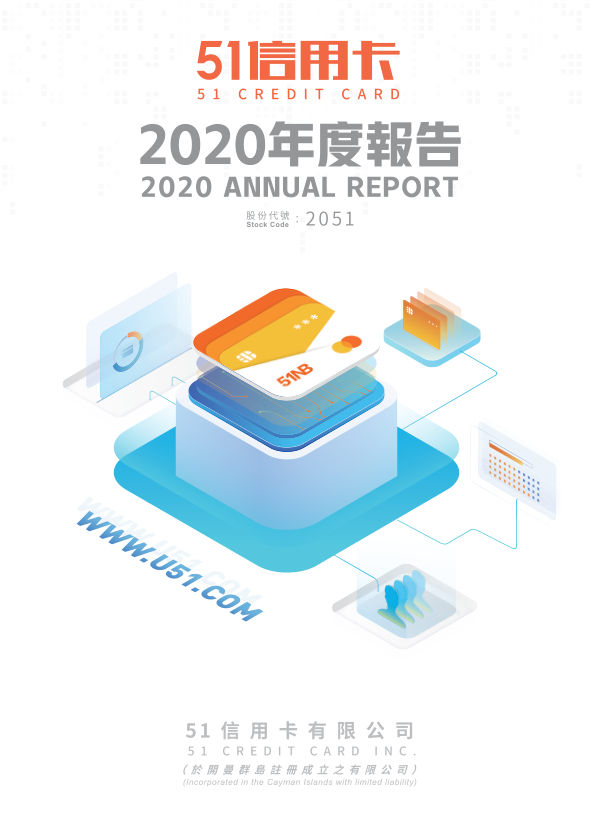 51信用卡
51 CREDIT CARD
2020年度報告
2020 ANNUAL REPORT
股份代號
Stock Code
: 2051
***
51NB
WWW.U51.COM
51信用卡有限公司
51 CREDIT CARD INC.
（於開曼群島註冊成立之有限公司）
(Incorporated in the Cayman Islands with limited liability)